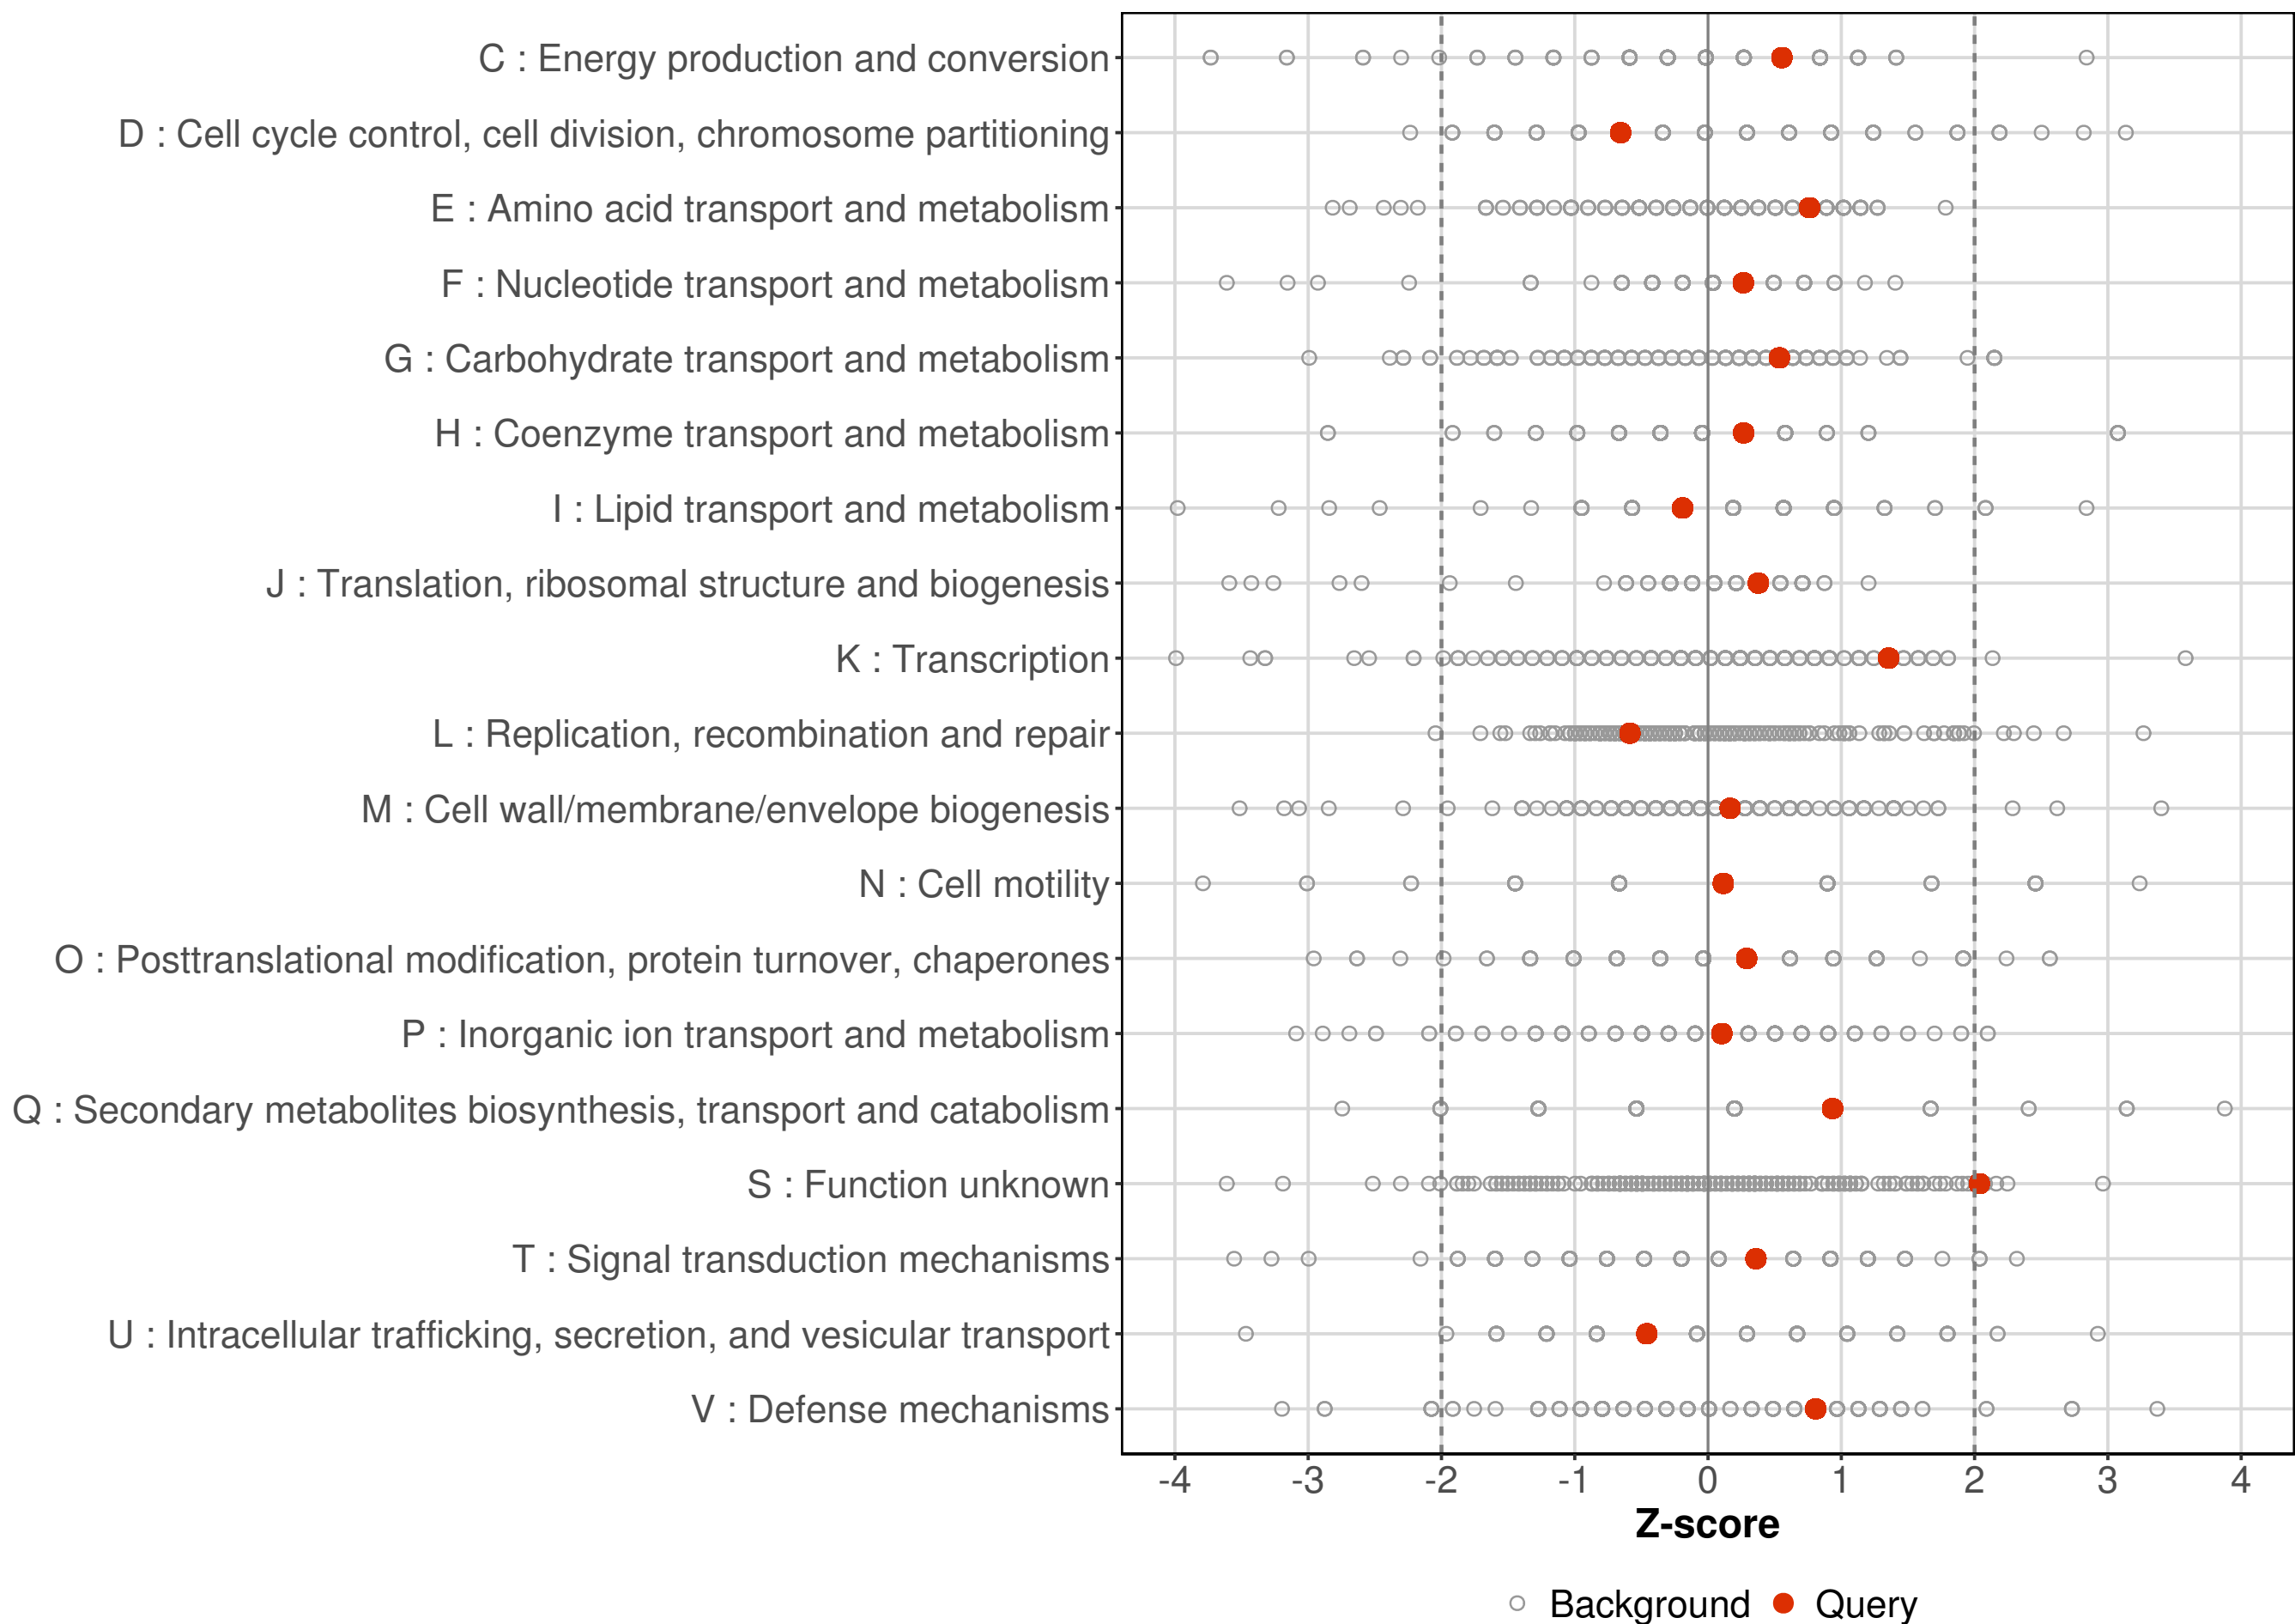 C : Energy production and conversion
D : Cell cycle control, cell division, chromosome partitioning
E : Amino acid transport and metabolism
F : Nucleotide transport and metabolism
G : Carbohydrate transport and metabolism
H : Coenzyme transport and metabolism
I : Lipid transport and metabolism
J : Translation, ribosomal structure and biogenesis
K : Transcription
L : Replication, recombination and repair
M : Cell wall/membrane/envelope biogenesis
N : Cell motility
O : Posttranslational modification, protein turnover, chaperones
P : Inorganic ion transport and metabolism
Q : Secondary metabolites biosynthesis, transport and catabolism
S : Function unknown
T : Signal transduction mechanisms
U : Intracellular trafficking, secretion, and vesicular transport
V : Defense mechanisms
-4 -3 -2 -1 0 1 2 3 4
Z-score
Background Query